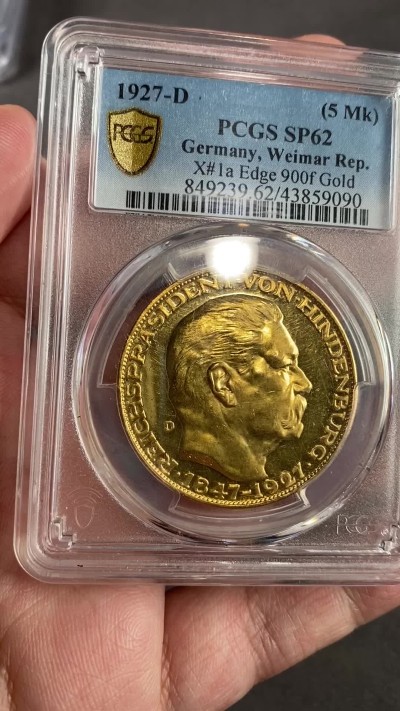 1927-D
(5 Mk)
PCGS
PCGS SP62
Germany, Weimar Rep.
X#1a Edge 900f Gold
849239.62/43859090
REICHSPRÄSIDENT·VON·HINDENBURG
D
·1847-1927·
PCGS